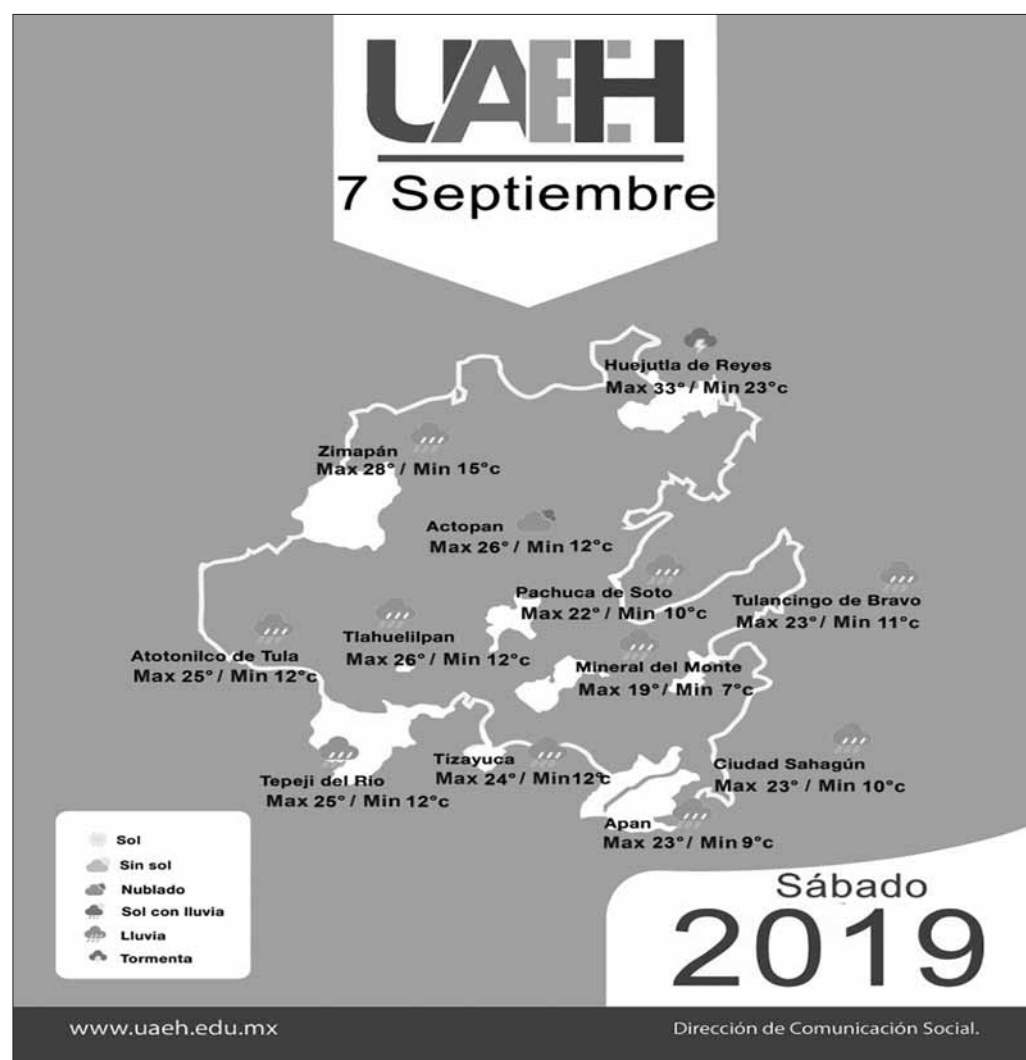 UAEH
7 Septiembre
Huejutla de Reyes
Max 33° / Min 23°c
Zimapán
Max 28° / Min 15°c
Actopan
Max 26° / Min 12°c
Pachuca de Soto
Max 22° / Min 10°c
Tulancingo de Bravo
Max 23° / Min 11°c
Tlahuelilpan
Max 26° / Min 12°c
Atotonilco de Tula
Max 25° / Min 12°c
Mineral del Monte
Max 19° / Min 7°c
Tizayuca
Max 24° / Min 12°c
Ciudad Sahagún
Max 23° / Min 10°c
Tepeji del Rio
Max 25° / Min 12°c
Apan
Max 23° / Min 9°c
Sol
Sin sol
Nublado
Sol con lluvia
Lluvia
Tormenta
Sábado
2019
www.uaeh.edu.mx
Dirección de Comunicación Social.